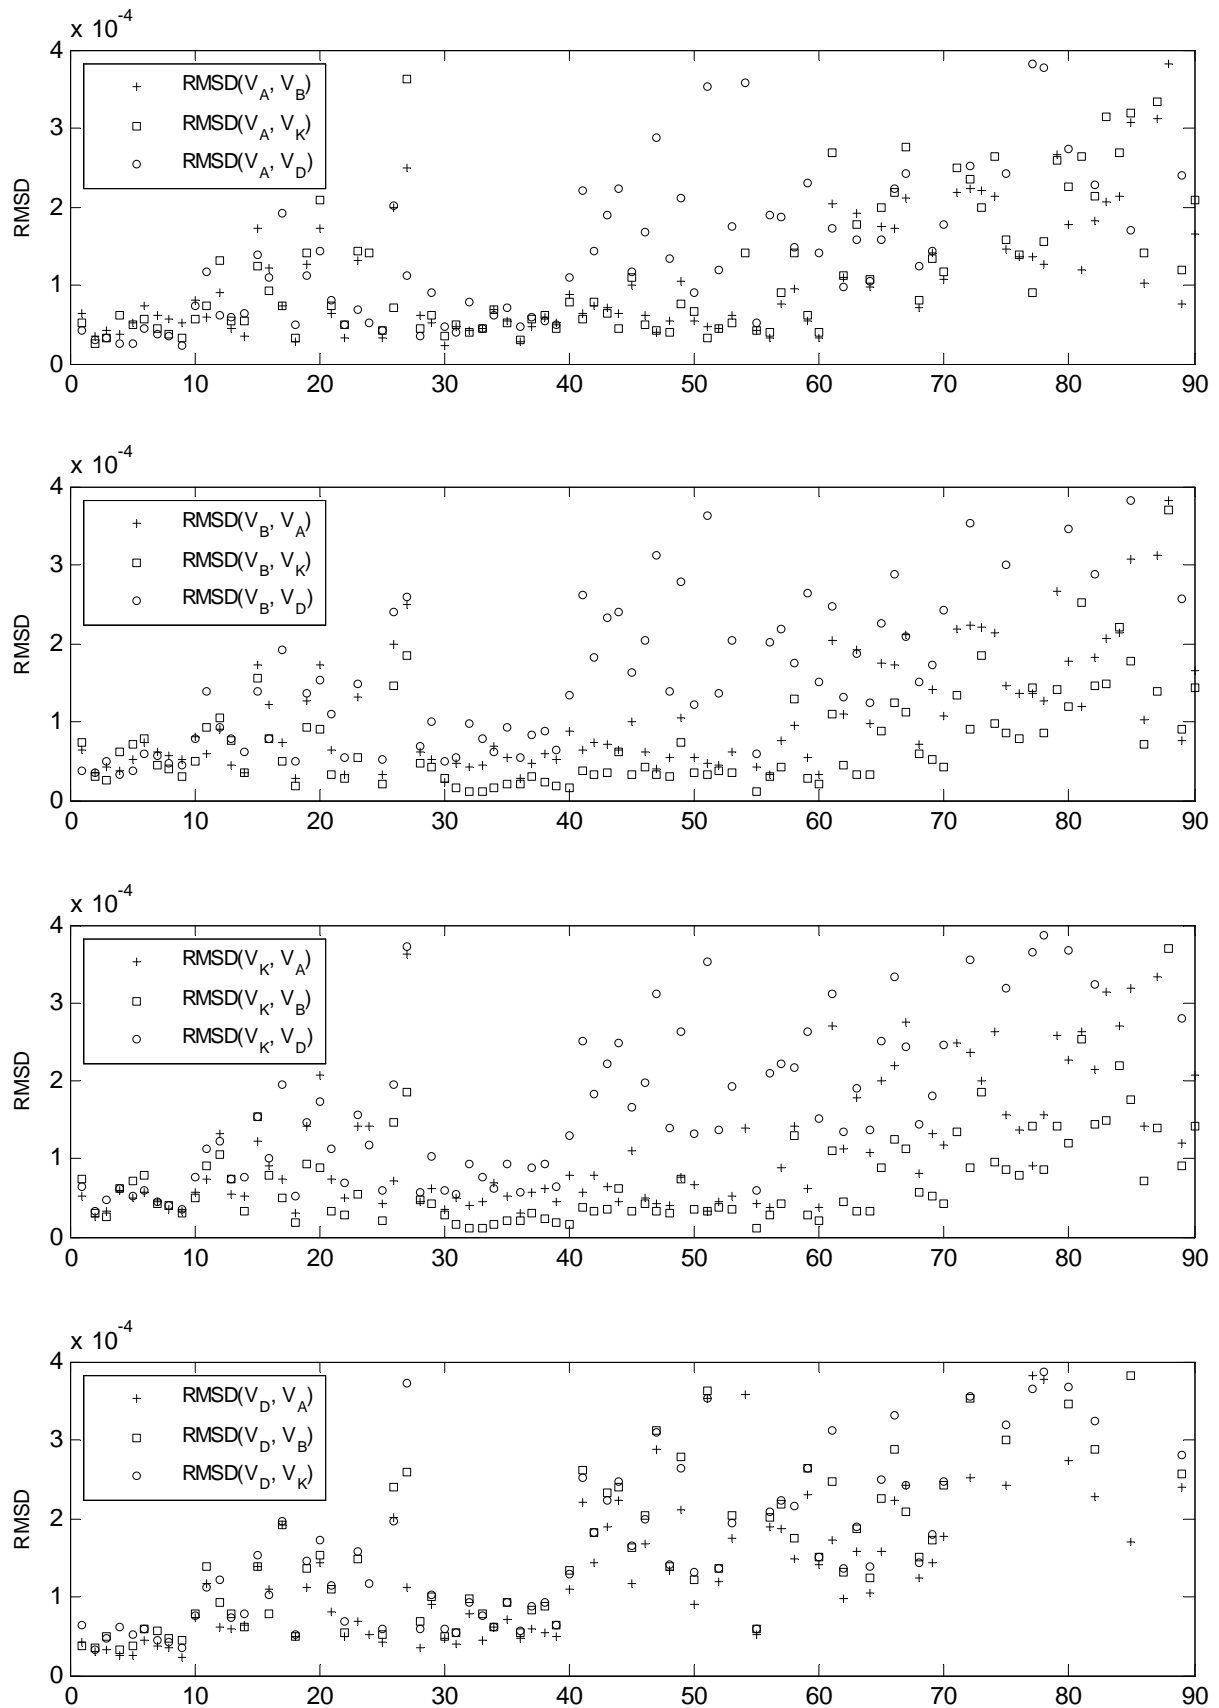 x 10-4
4
3
2
1
0
RMSD
RMSD(V_A, V_B)
RMSD(V_A, V_K)
RMSD(V_A, V_D)
0 10 20 30 40 50 60 70 80 90
x 10-4
4
3
2
1
0
RMSD
RMSD(V_B, V_A)
RMSD(V_B, V_K)
RMSD(V_B, V_D)
0 10 20 30 40 50 60 70 80 90
x 10-4
4
3
2
1
0
RMSD
RMSD(V_K, V_A)
RMSD(V_K, V_B)
RMSD(V_K, V_D)
0 10 20 30 40 50 60 70 80 90
x 10-4
4
3
2
1
0
RMSD
RMSD(V_D, V_A)
RMSD(V_D, V_B)
RMSD(V_D, V_K)
0 10 20 30 40 50 60 70 80 90